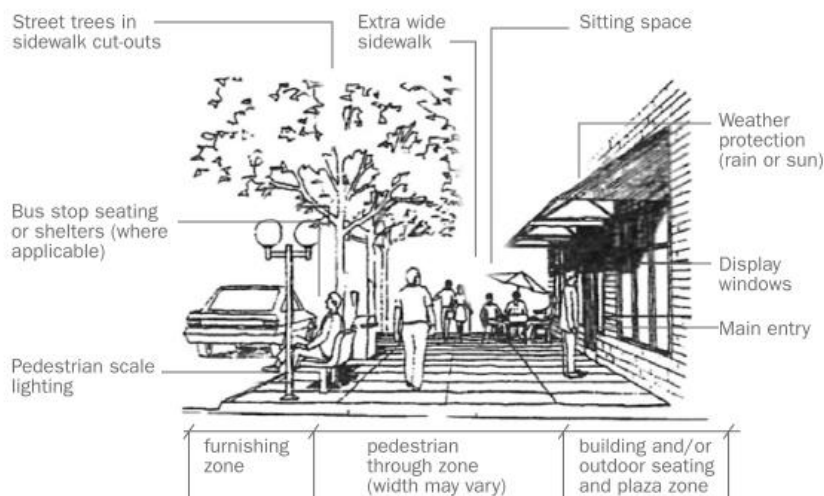 Street trees in
sidewalk cut-outs
Extra wide
sidewalk
Sitting space
Weather
protection
(rain or sun)
Bus stop seating
or shelters (where
applicable)
Display
windows
Main entry
Pedestrian scale
lighting
furnishing
zone
pedestrian
through zone
(width may vary)
building and/or
outdoor seating
and plaza zone